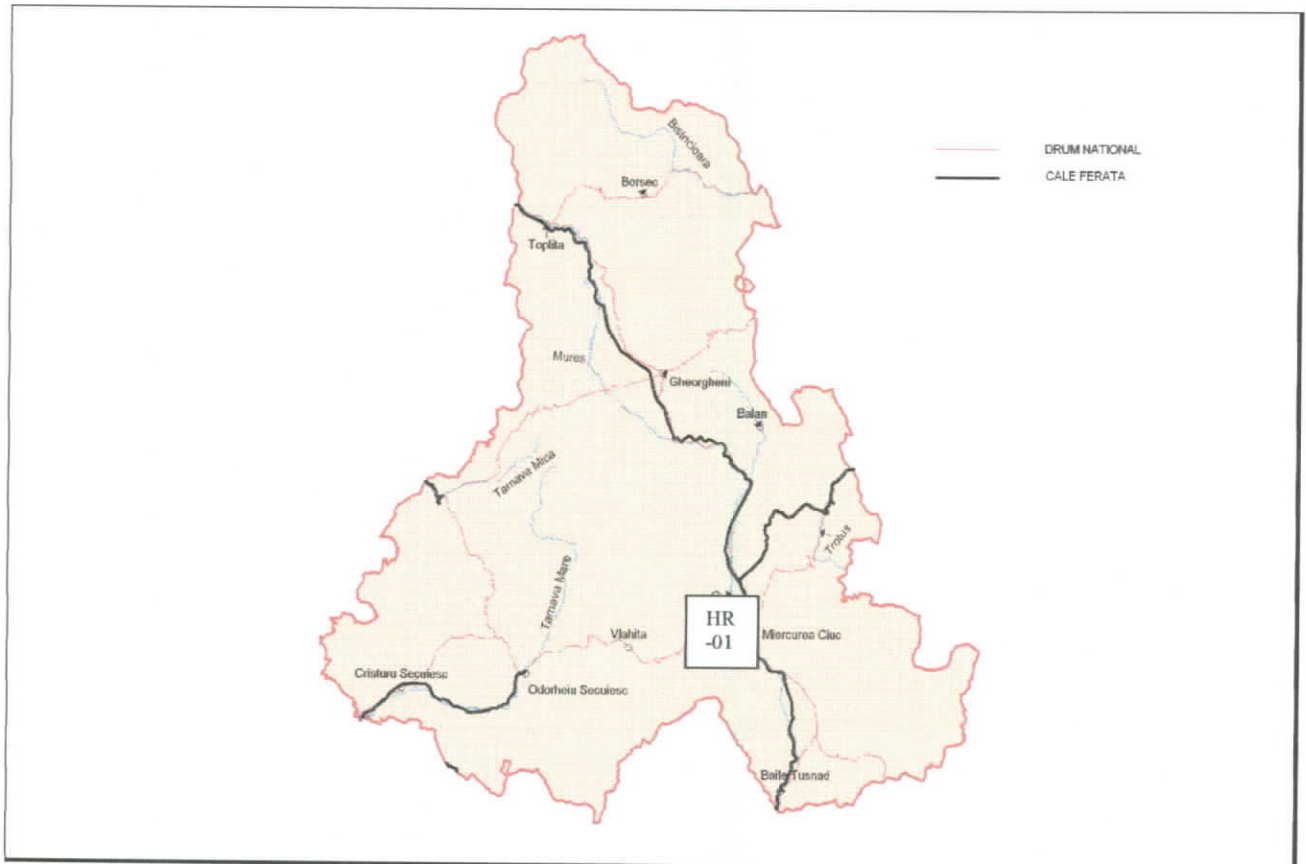 Bistricioara
DRUM NATIONAL
CALE FERATA
Borsec
Toplita
Mures
Gheorgheni
Balan
Tarnava Mica
Trotus
Tarnava Mare
HR
-01
Vlahita
Miercurea Ciuc
Cristuru Secuiesc
Odorheiu Secuiesc
Baile Tusnad